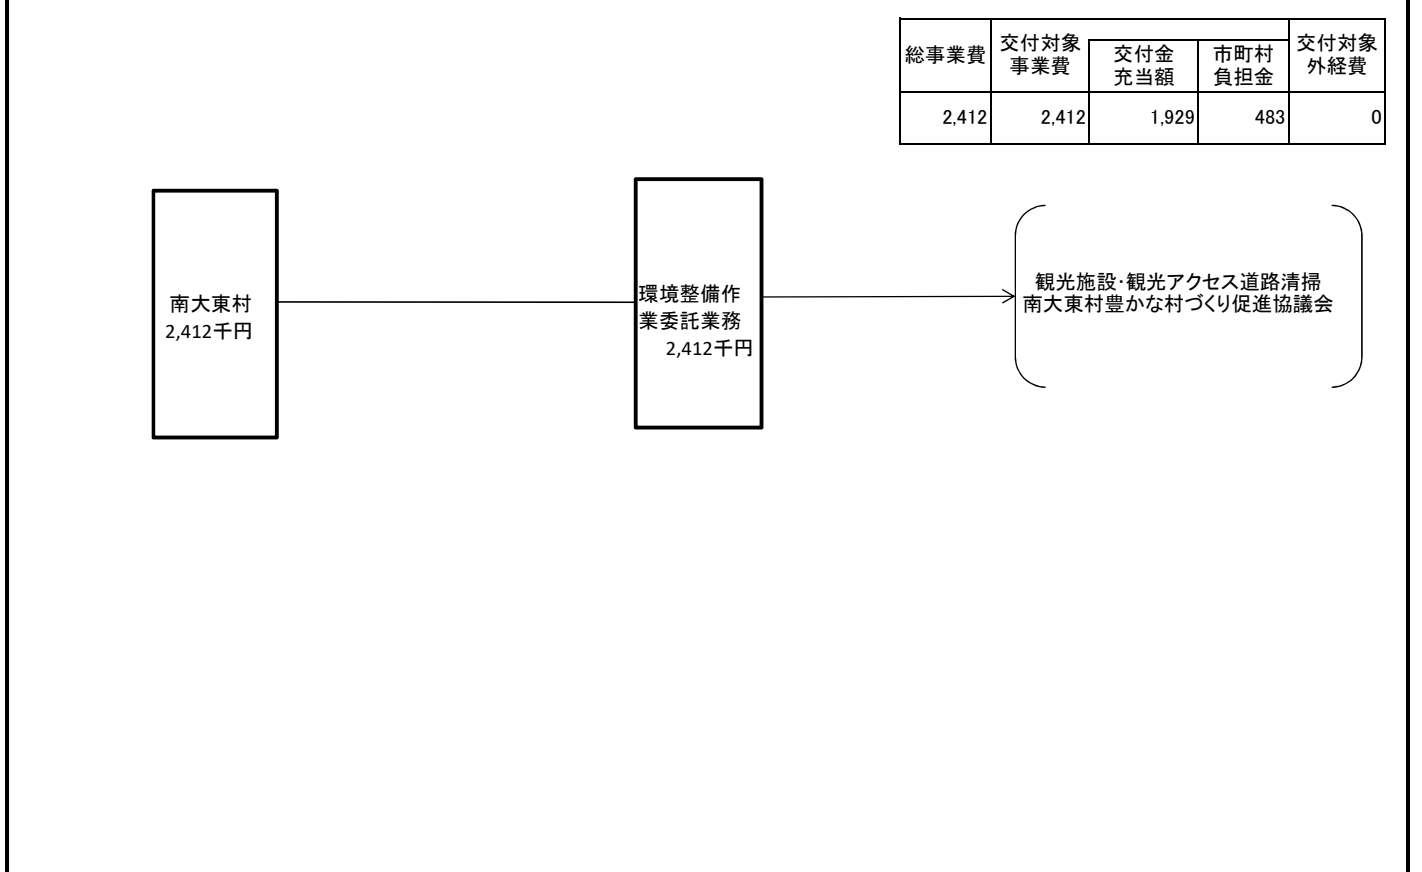 総事業費
交付対象
事業費
交付金
充当額
市町村
負担金
交付対象
外経費
2,412
2,412
1,929
483
0
南大東村
2,412千円
環境整備作
業委託業務
2,412千円
観光施設・観光アクセス道路清掃
南大東村豊かな村づくり促進協議会